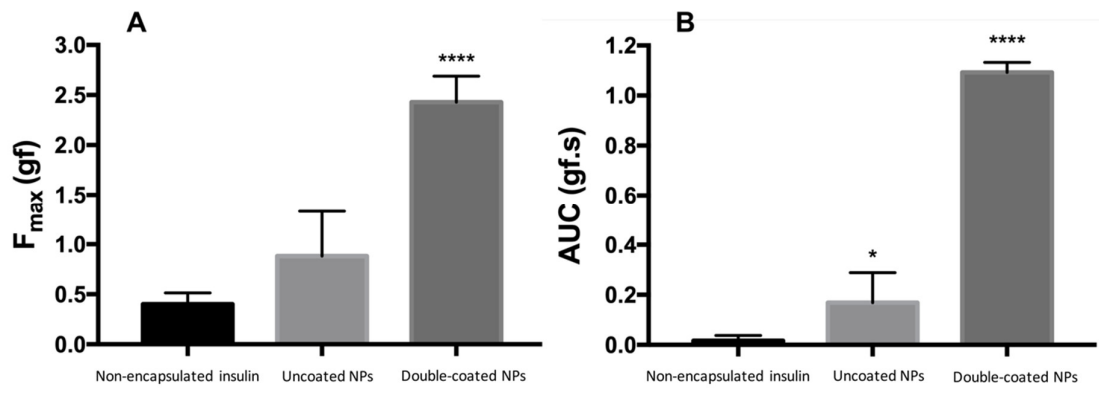 A
Fmax (gf)
3.0
2.5
2.0
1.5
1.0
0.5
0.0
****
Non-encapsulated insulin
Uncoated NPs
Double-coated NPs
B
AUC (gf.s)
1.2
1.0
0.8
0.6
0.4
0.2
0.0
*
****
Non-encapsulated insulin
Uncoated NPs
Double-coated NPs